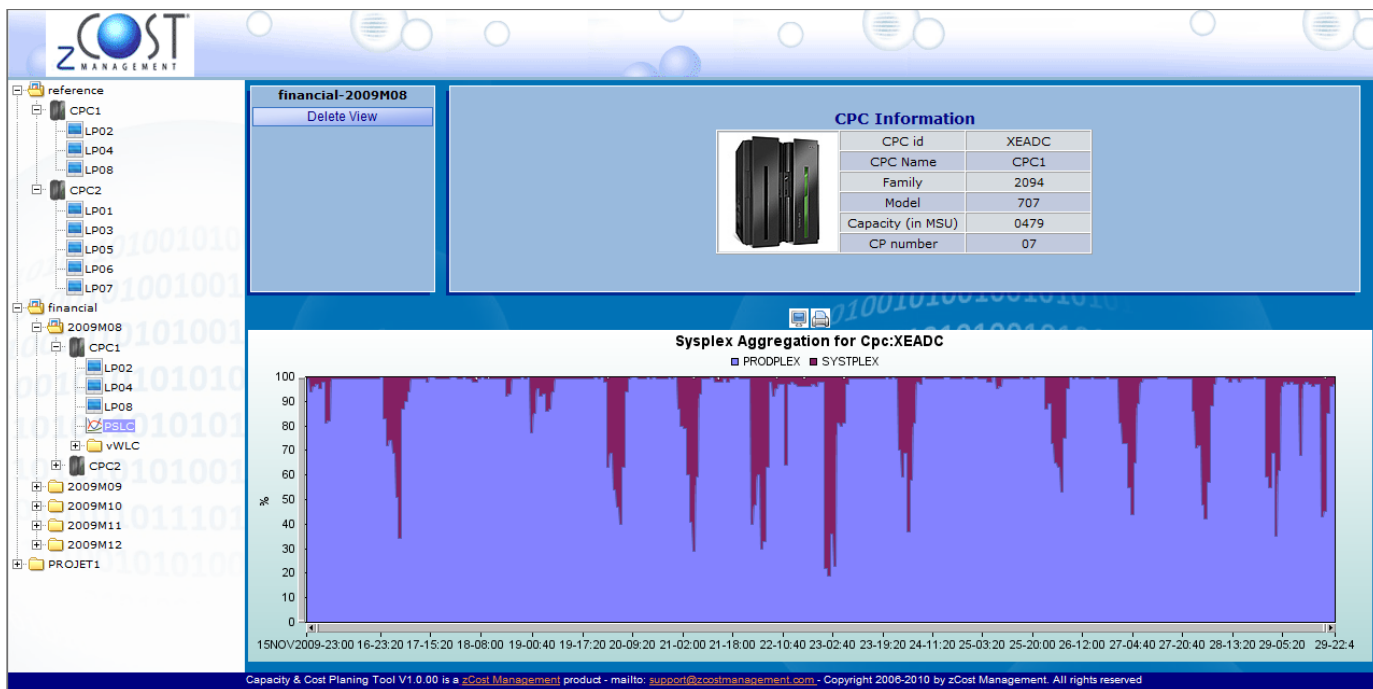 zCOST
MANAGEMENT
reference
CPC1
LP02
LP04
LP08
CPC2
LP01
LP03
LP05
LP06
LP07
financial
2009M08
CPC1
LP02
LP04
LP08
PSLC
vWLC
CPC2
2009M09
2009M10
2009M11
2009M12
PROJET1
financial-2009M08
Delete View
CPC Information
CPC id XEADC
CPC Name CPC1
Family 2094
Model 707
Capacity (in MSU) 0479
CP number 07
Sysplex Aggregation for Cpc:XEADC
PRODPLEX SYSTPLEX
100
90
80
70
60
50
40
30
20
10
0
%
15NOV2009-23:00 16-23:20 17-15:20 18-08:00 19-00:40 19-17:20 20-09:20 21-02:00 21-18:00 22-10:40 23-02:40 23-19:20 24-11:20 25-03:20 25-20:00 26-12:00 27-04:40 27-20:40 28-13:20 29-05:20 29-22:4
Capacity & Cost Planing Tool V1.0.00 is a zCost Management product - mailto: support@zcostmanagement.com - Copyright 2006-2010 by zCost Management. All rights reserved